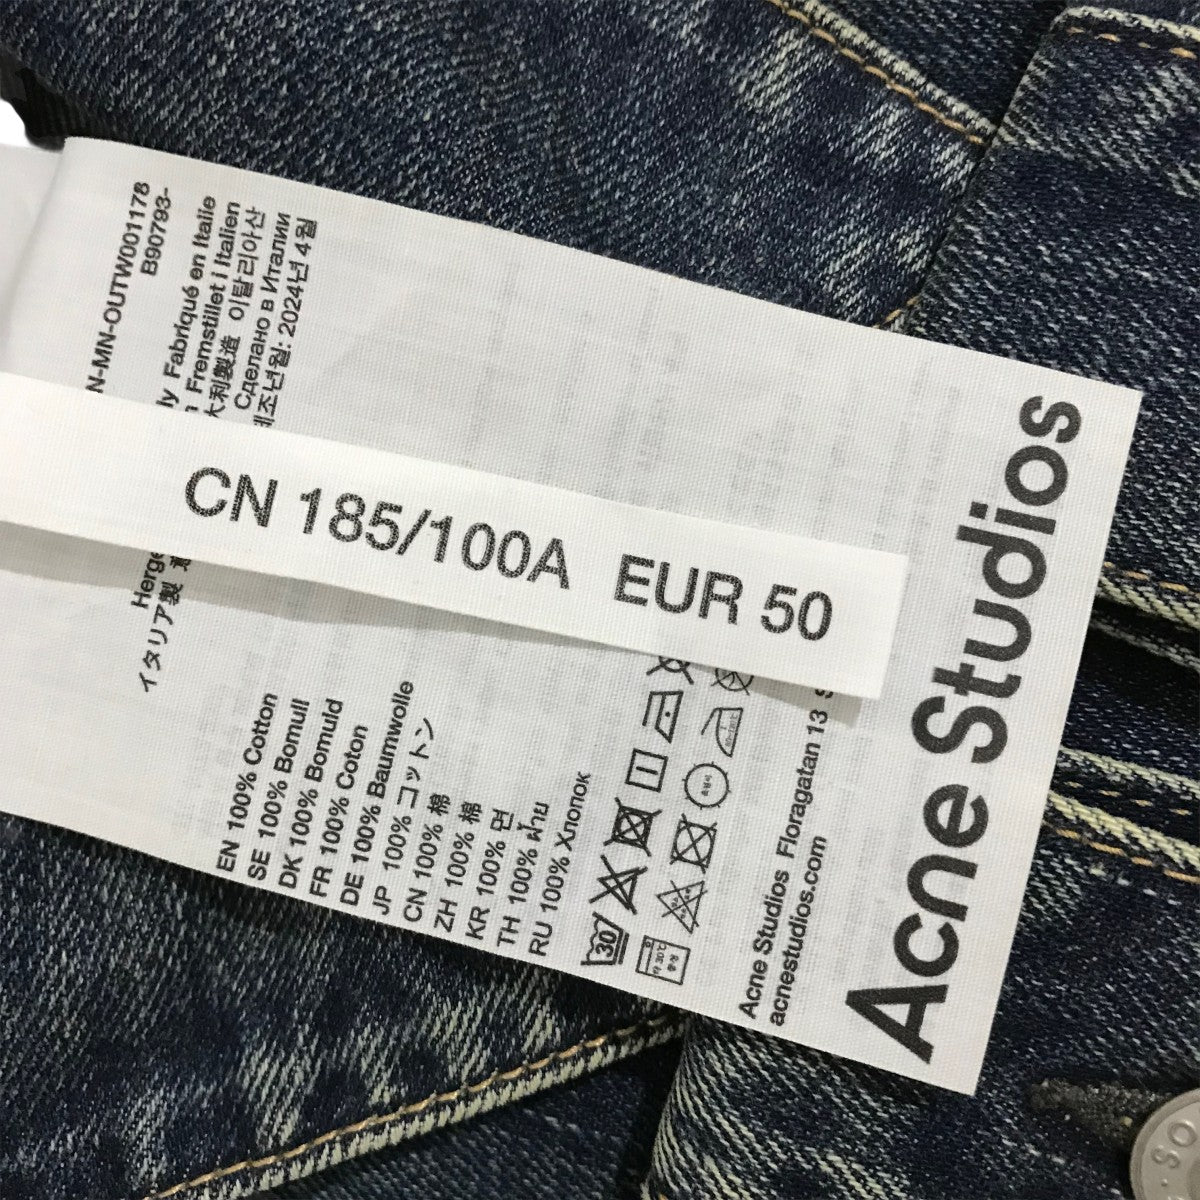 N-MN-OUTW001178
B90793-
Fabriqué en Italie
Fremstillet i Italien
大利製造 이탈리아산
Сделано в Италии
제조년월: 2024년 4월
イタリア製
CN 185/100A EUR 50
EN 100% Cotton
SE 100% Bomull
DK 100% Bomuld
FR 100% Coton
DE 100% Baumwolle
JP 100% コットン
CN 100% 棉
ZH 100% 棉
KR 100% 면
TH 100% ฝ้าย
RU 100% Хлопок
30
Acne Studios Floragatan 13
acnestudios.com
Acne Studios